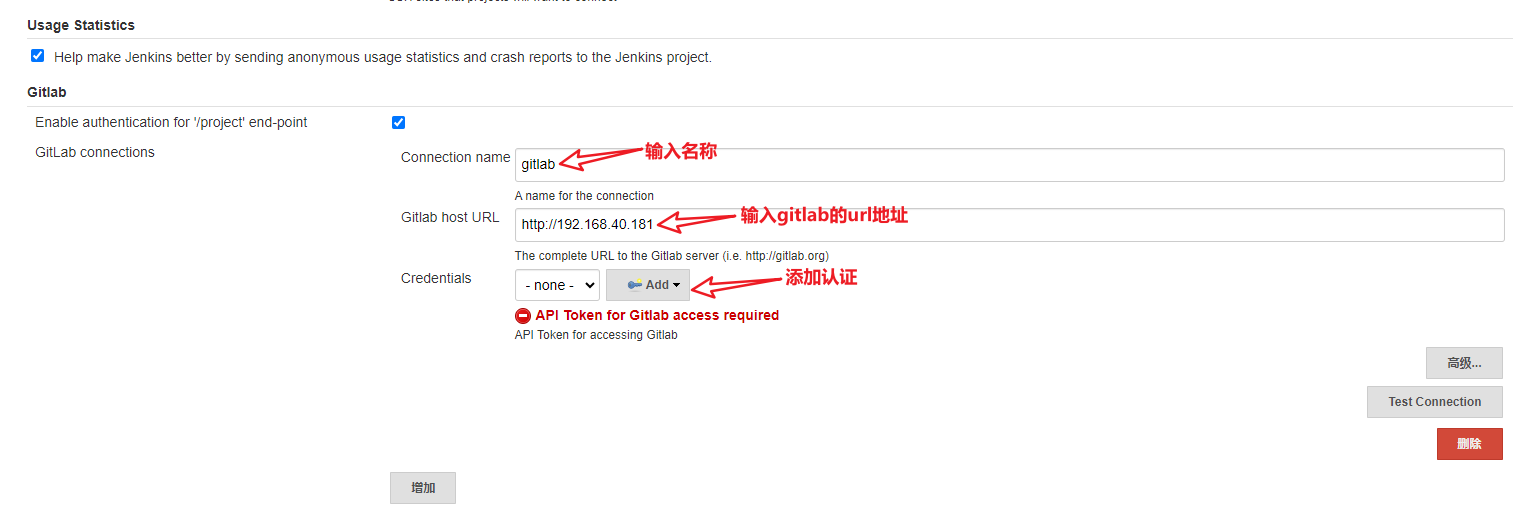 Usage Statistics
Help make Jenkins better by sending anonymous usage statistics and crash reports to the Jenkins project.
Gitlab
Enable authentication for '/project' end-point
GitLab connections
Connection name
gitlab
输入名称
A name for the connection
Gitlab host URL
http://192.168.40.181
输入gitlab的url地址
The complete URL to the Gitlab server (i.e. http://gitlab.org)
Credentials
- none -
Add
添加认证
API Token for Gitlab access required
API Token for accessing Gitlab
高级...
Test Connection
删除
增加